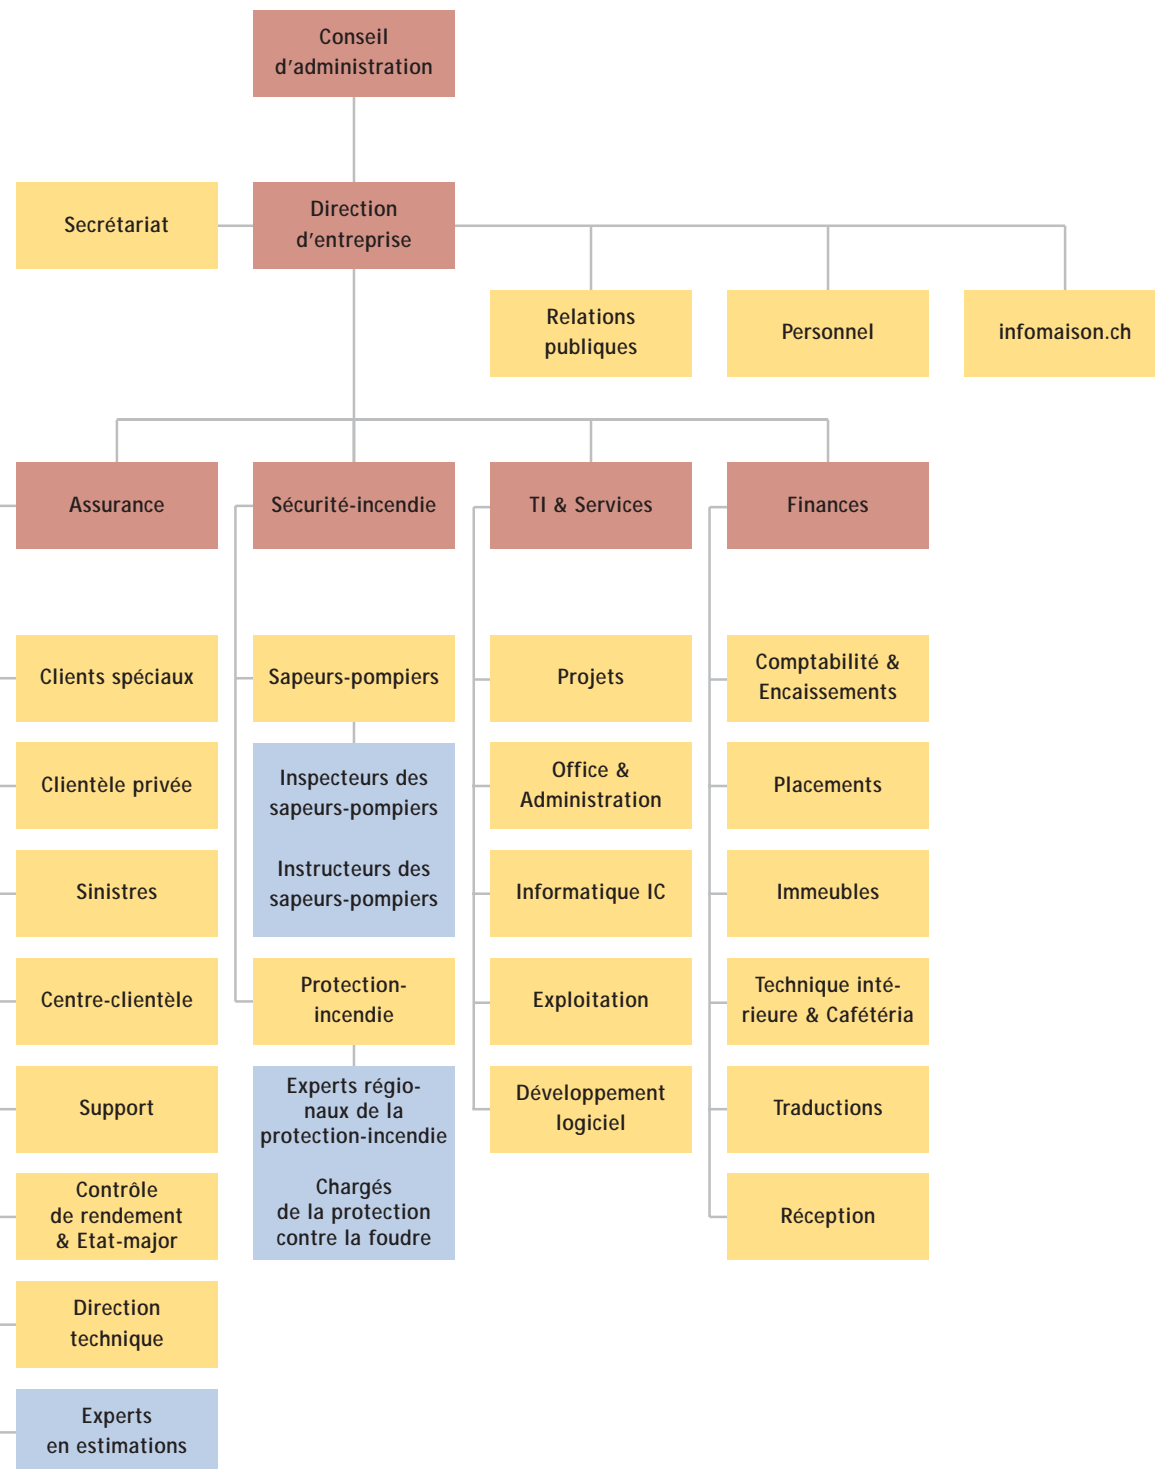 Conseil
d'administration
Secrétariat
Direction
d'entreprise
Relations
publiques
Personnel
infomaison.ch
Assurance
Sécurité-incendie
TI & Services
Finances
Clients spéciaux
Clientèle privée
Sinistres
Centre-clientèle
Support
Contrôle
de rendement
& Etat-major
Direction
technique
Experts
en estimations
Sapeurs-pompiers
Inspecteurs des
sapeurs-pompiers
Instructeurs des
sapeurs-pompiers
Protection-
incendie
Experts régio-
naux de la
protection-incendie
Chargés
de la protection
contre la foudre
Projets
Office &
Administration
Informatique IC
Exploitation
Développement
logiciel
Comptabilité &
Encaissements
Placements
Immeubles
Technique inté-
rieure & Cafétéria
Traductions
Réception